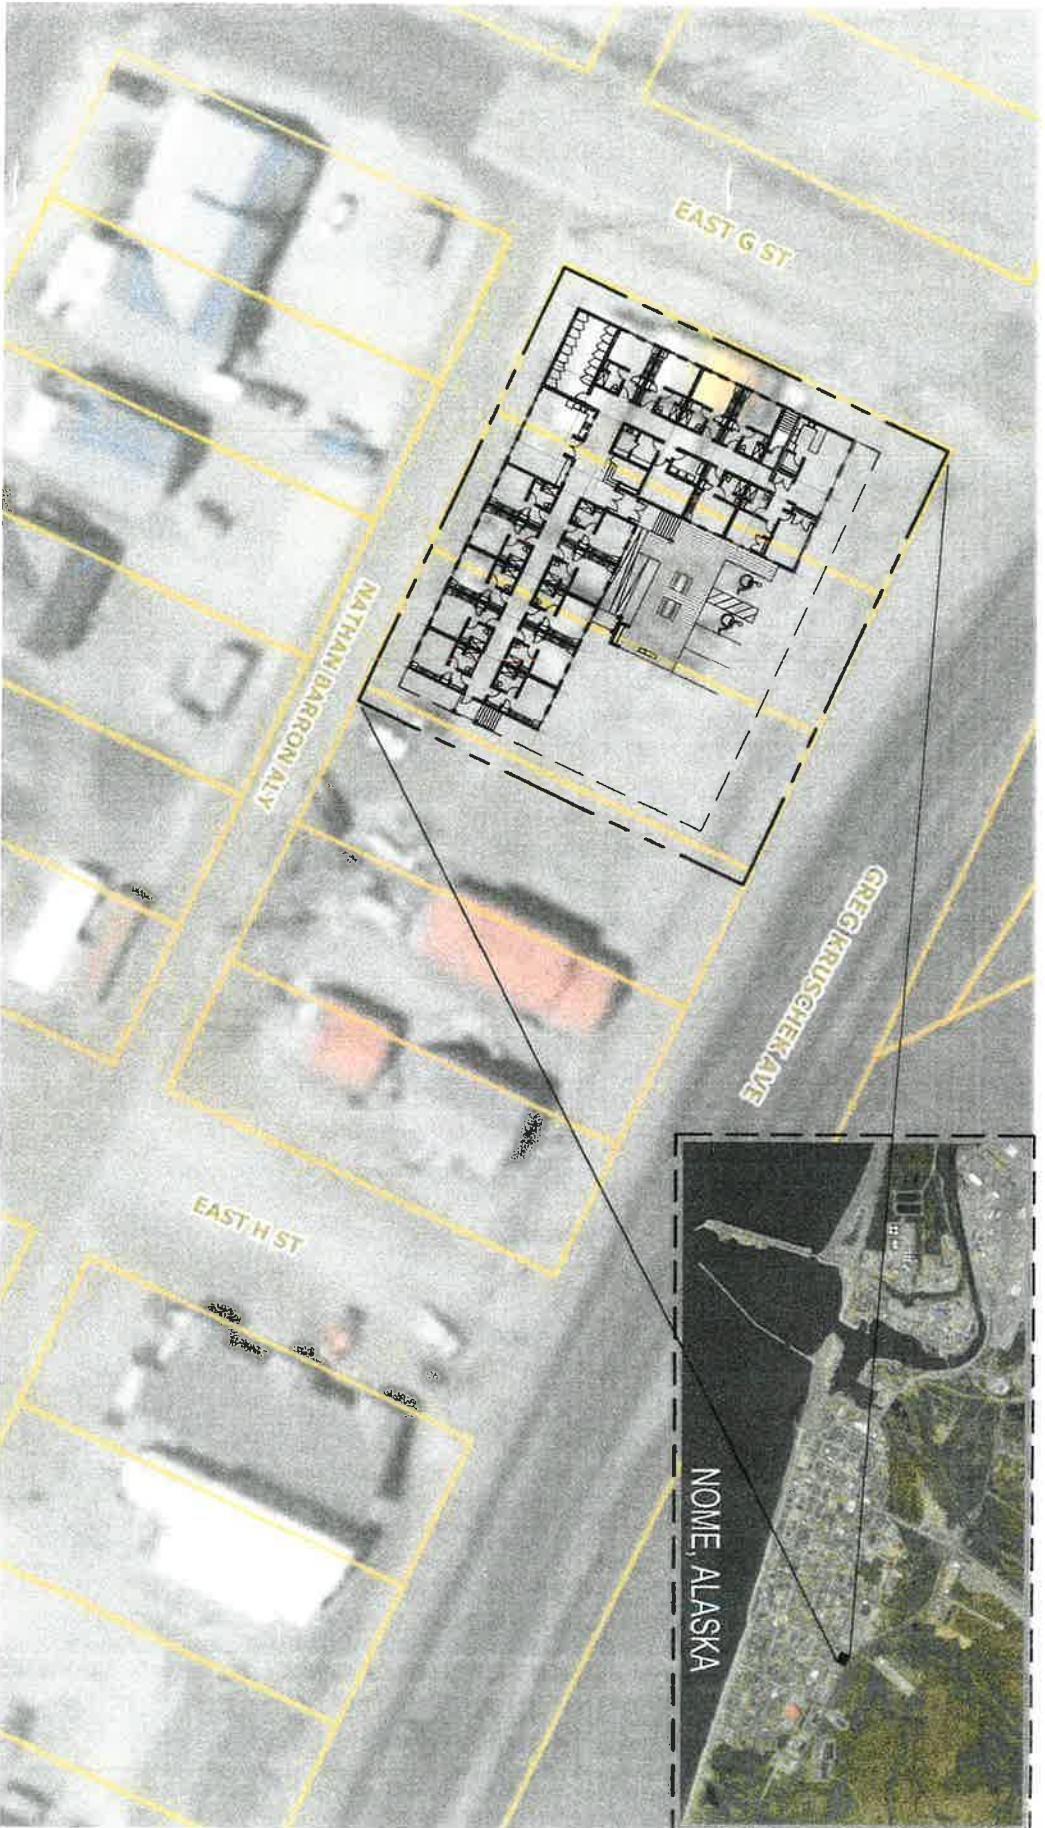 EAST G ST
NATHAN BARRON ALY
GREG KRUSCHEK AVE
EAST H ST
NOME, ALASKA